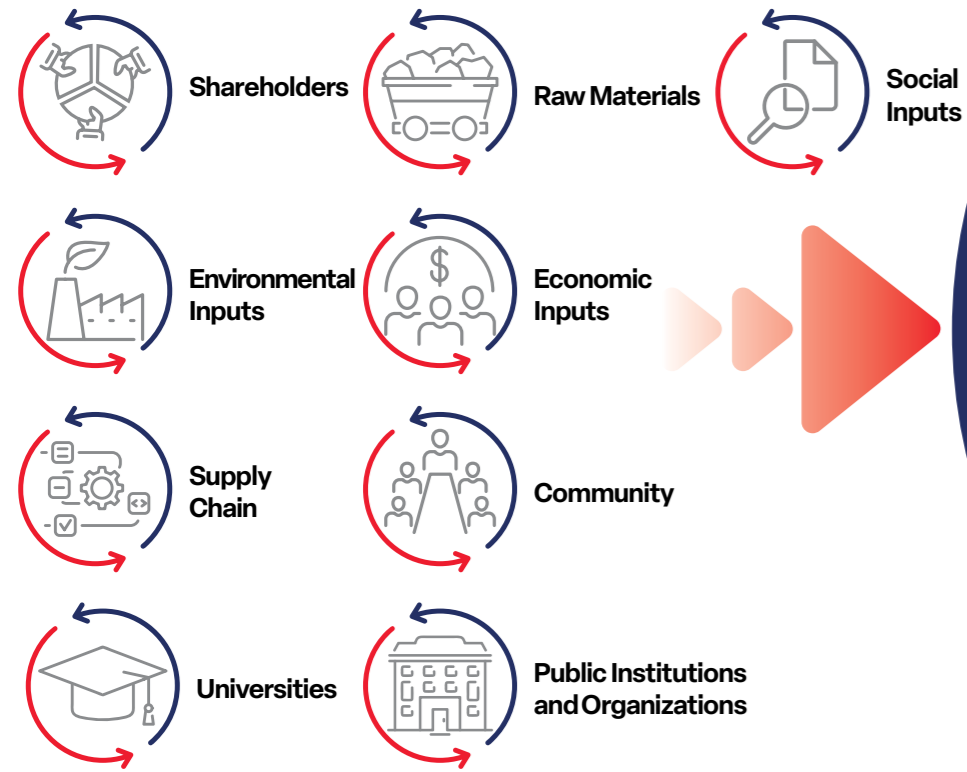 Shareholders
Raw Materials
Social
Inputs
Environmental
Inputs
Economic
Inputs
$
Supply
Chain
Community
Universities
Public Institutions
and Organizations